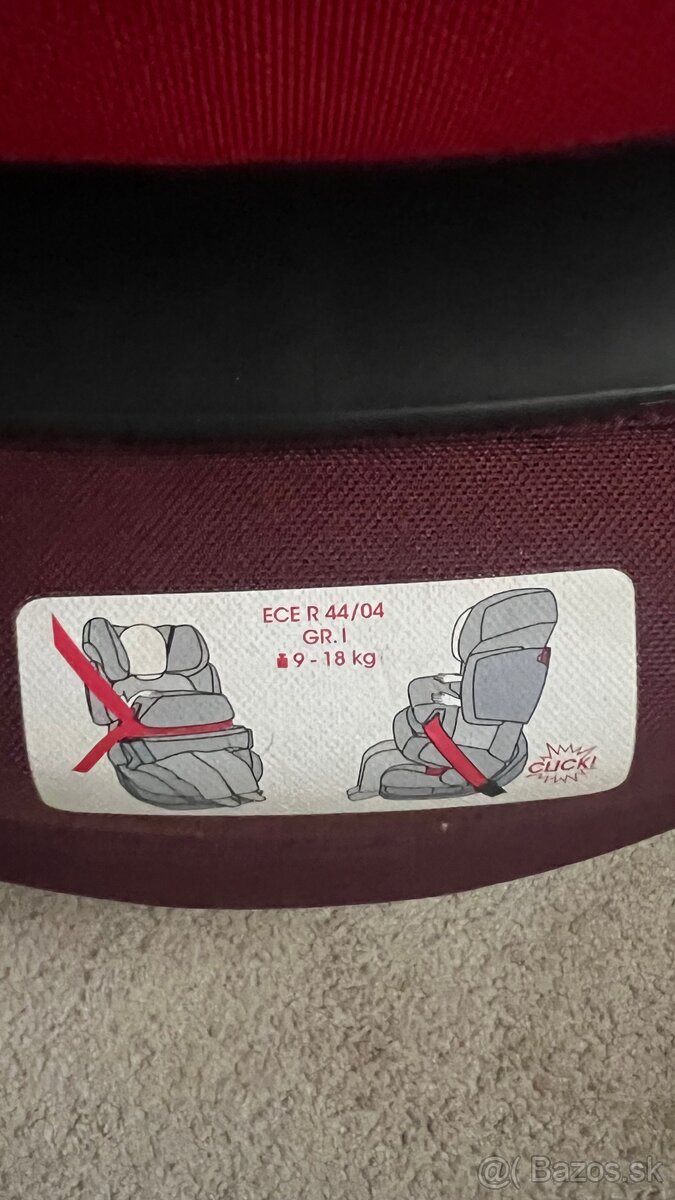 ECE R 44/04
GR. I
9 - 18 kg
CLICK!
@( Bazos.sk